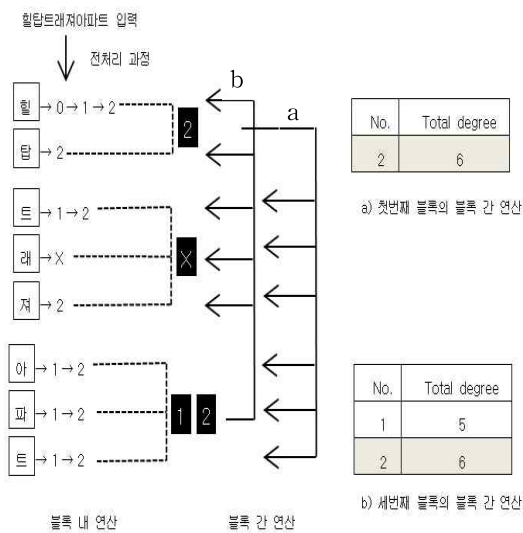 힐탑트래져아파트 입력
전처리 과정
힐→0→1→2
탑→2
2
트→1→2
래→X
져→2
X
아→1→2
파→1→2
트→1→2
1 2
b
a
블록 내 연산
블록 간 연산
No. Total degree
2 6
a) 첫번째 블록의 블록 간 연산
No. Total degree
1 5
2 6
b) 세번째 블록의 블록 간 연산